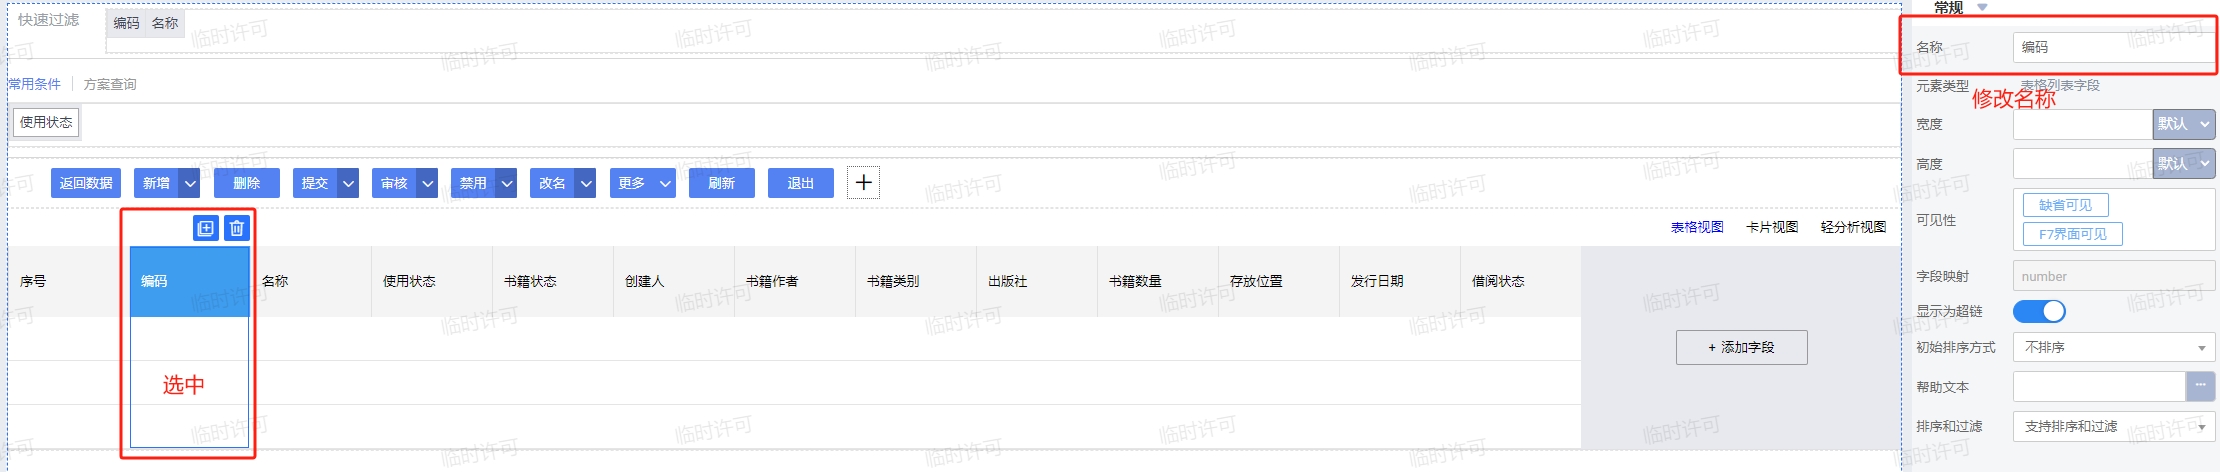 快速过滤
编码 名称
常用条件 方案查询
使用状态
返回数据 新增 删除 提交 审核 禁用 改名 更多 刷新 退出 +
表格视图 卡片视图 轻分析视图
序号 编码 名称 使用状态 书籍状态 创建人 书籍作者 书籍类别 出版社 书籍数量 存放位置 发行日期 借阅状态
+ 添加字段
选中
常规
名称 编码
元素类型 表格列表字段
修改名称
宽度 默认
高度 默认
可见性 缺省可见
F7界面可见
字段映射 number
显示为超链
初始排序方式 不排序
帮助文本 ...
排序和过滤 支持排序和过滤
临时许可